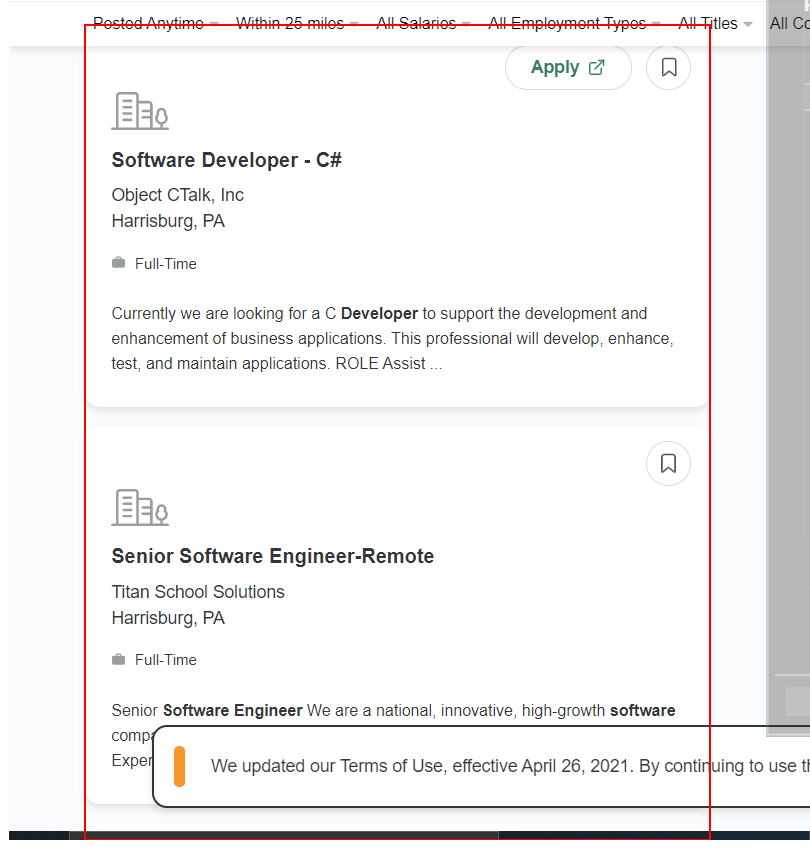 Posted Anytime Within 25 miles All Salaries All Employment Types All Titles All Co
Apply
Software Developer - C#
Object CTalk, Inc
Harrisburg, PA
Full-Time
Currently we are looking for a C Developer to support the development and
enhancement of business applications. This professional will develop, enhance,
test, and maintain applications. ROLE Assist ...
Senior Software Engineer-Remote
Titan School Solutions
Harrisburg, PA
Full-Time
Senior Software Engineer We are a national, innovative, high-growth software
compa
Exper
We updated our Terms of Use, effective April 26, 2021. By continuing to use th